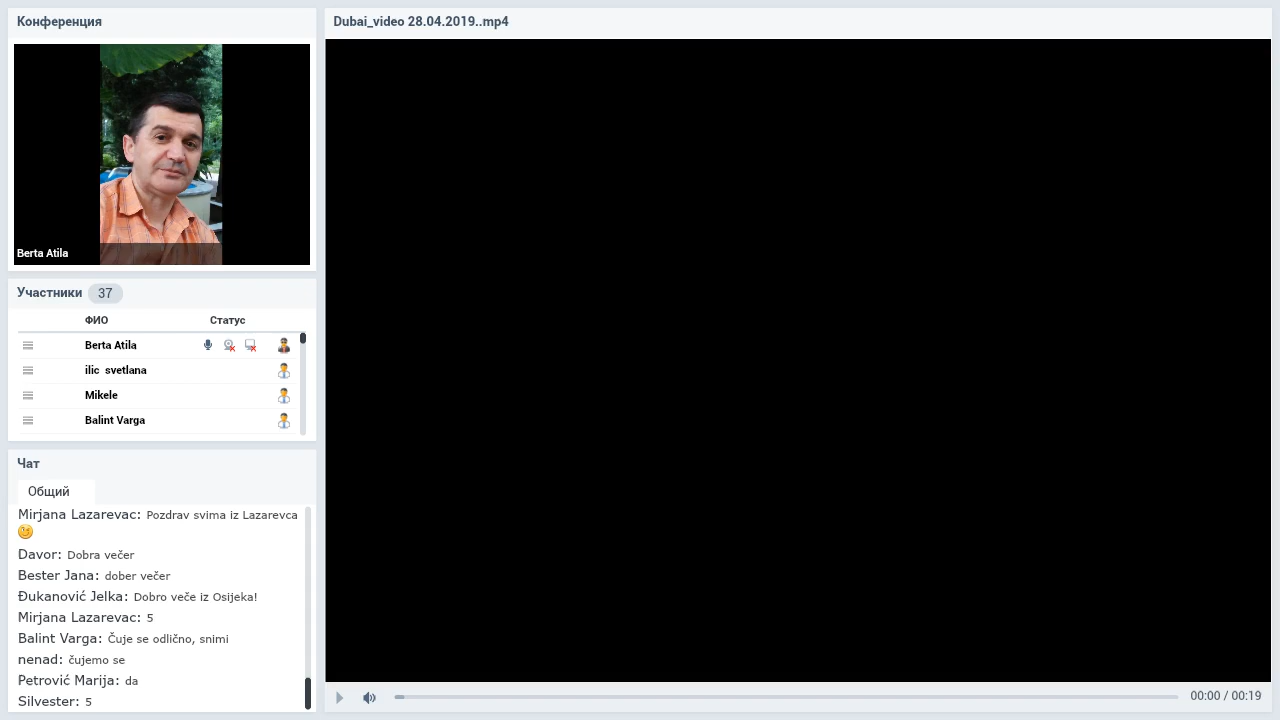 Конференция
Berta Atila
Участники 37
ФИО Статус
Berta Atila
ilic svetlana
Mikele
Balint Varga
Чат
Общий
Mirjana Lazarevac: Pozdrav svima iz Lazarevca
Davor: Dobra večer
Bester Jana: dober večer
Đukanović Jelka: Dobro veče iz Osijeka!
Mirjana Lazarevac: 5
Balint Varga: Čuje se odlično, snimi
nenad: čujemo se
Petrović Marija: da
Silvester: 5
Dubai_video 28.04.2019..mp4
00:00 / 00:19